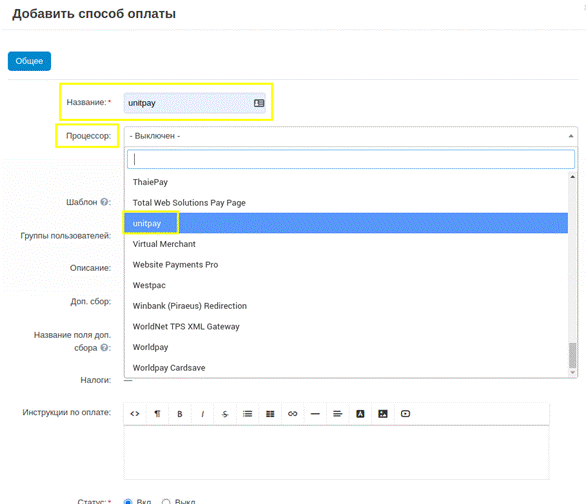 Добавить способ оплаты
Общее
Название: *
unitpay
Процессор:
- Выключен -
ThaiePay
Total Web Solutions Pay Page
Шаблон ?:
unitpay
Группы пользователей:
Virtual Merchant
Website Payments Pro
Описание:
Westpac
Доп. сбор:
Winbank (Piraeus) Redirection
WorldNet TPS XML Gateway
Название поля доп.
сбора ?:
Worldpay
Worldpay Cardsave
Налоги: —
Инструкции по оплате:
Статус: *
Вкл
Выкл